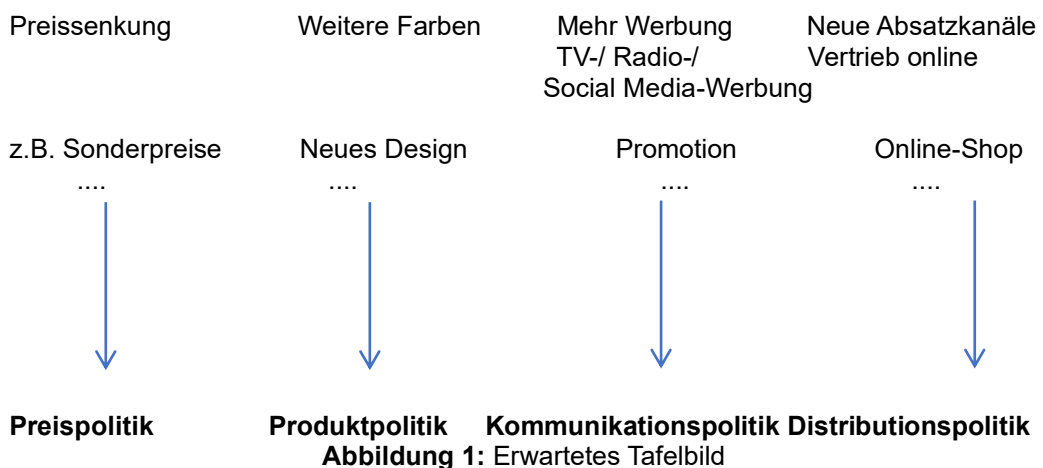 Preissenkung Weitere Farben Mehr Werbung Neue Absatzkanäle
TV-/ Radio-/ Vertrieb online
Social Media-Werbung
z.B. Sonderpreise Neues Design Promotion Online-Shop
.... .... .... ....
Preispolitik Produktpolitik Kommunikationspolitik Distributionspolitik
Abbildung 1: Erwartetes Tafelbild